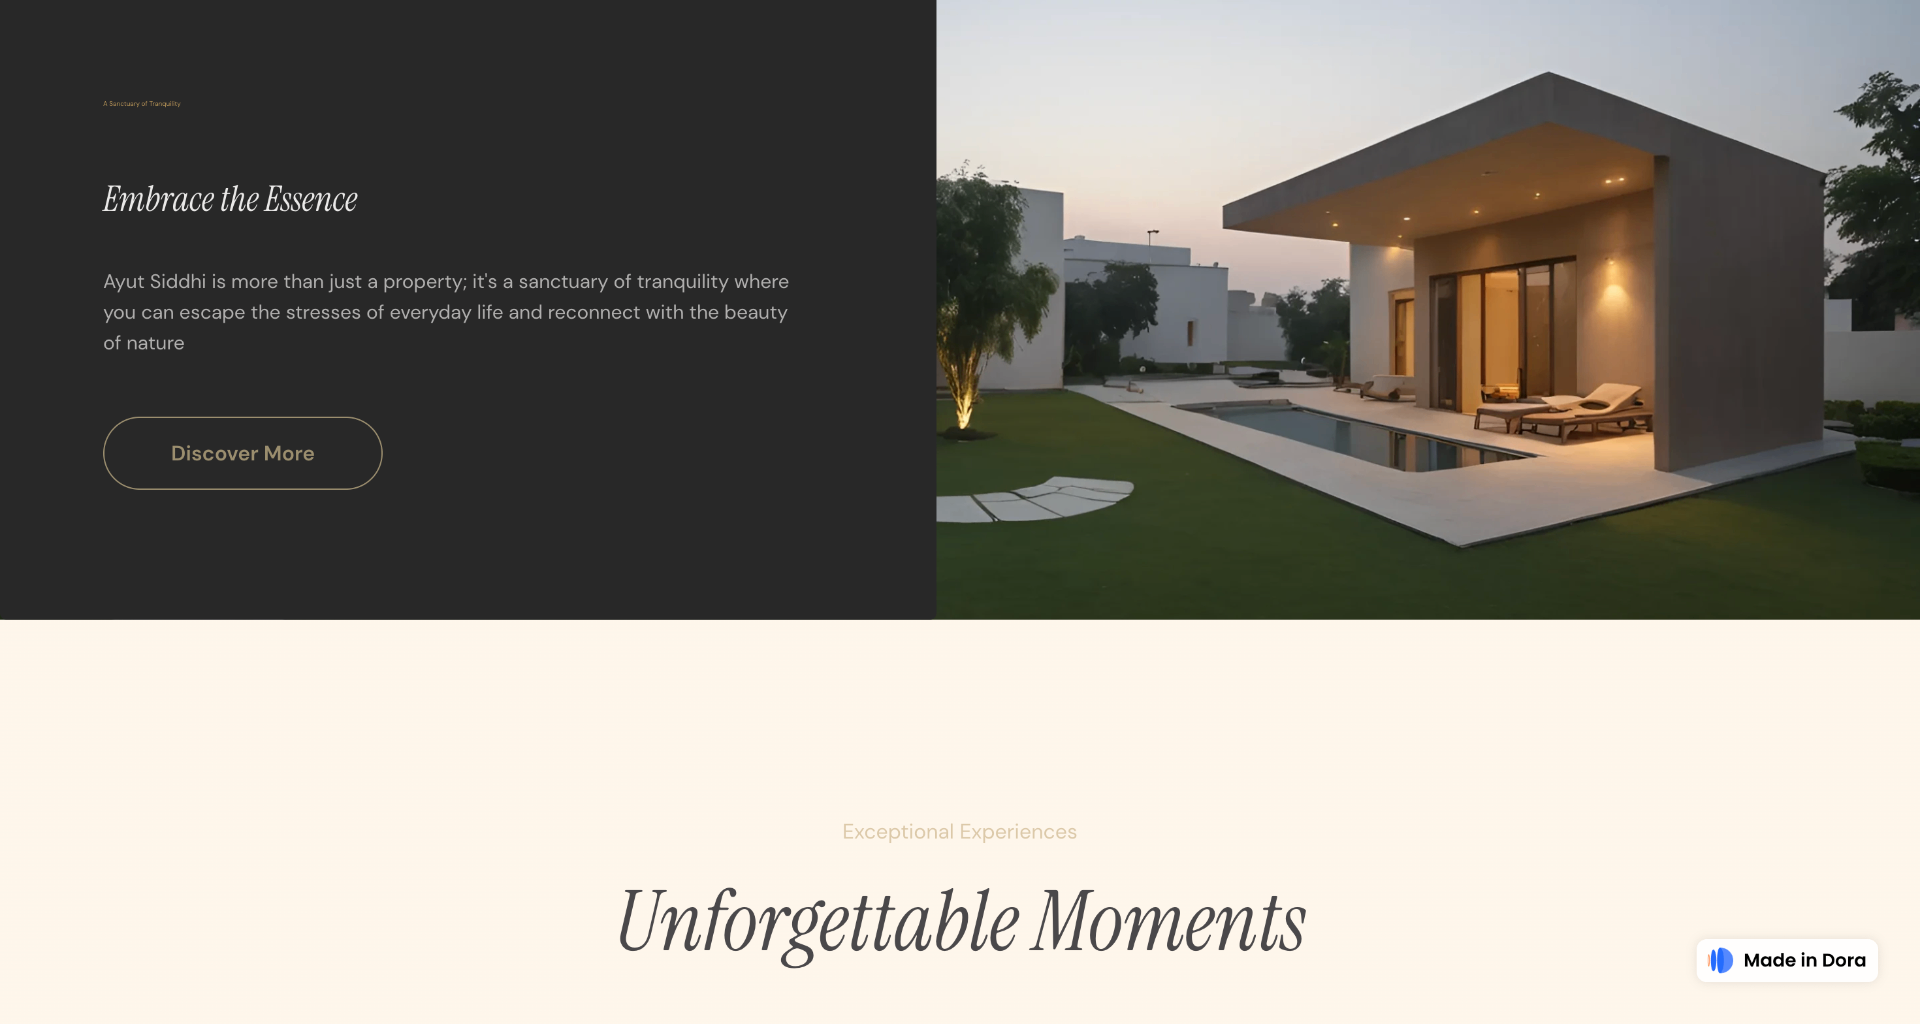 A Sanctuary of Tranquility
Embrace the Essence
Ayut Siddhi is more than just a property; it's a sanctuary of tranquility where
you can escape the stresses of everyday life and reconnect with the beauty
of nature
Discover More
Exceptional Experiences
Unforgettable Moments
Made in Dora